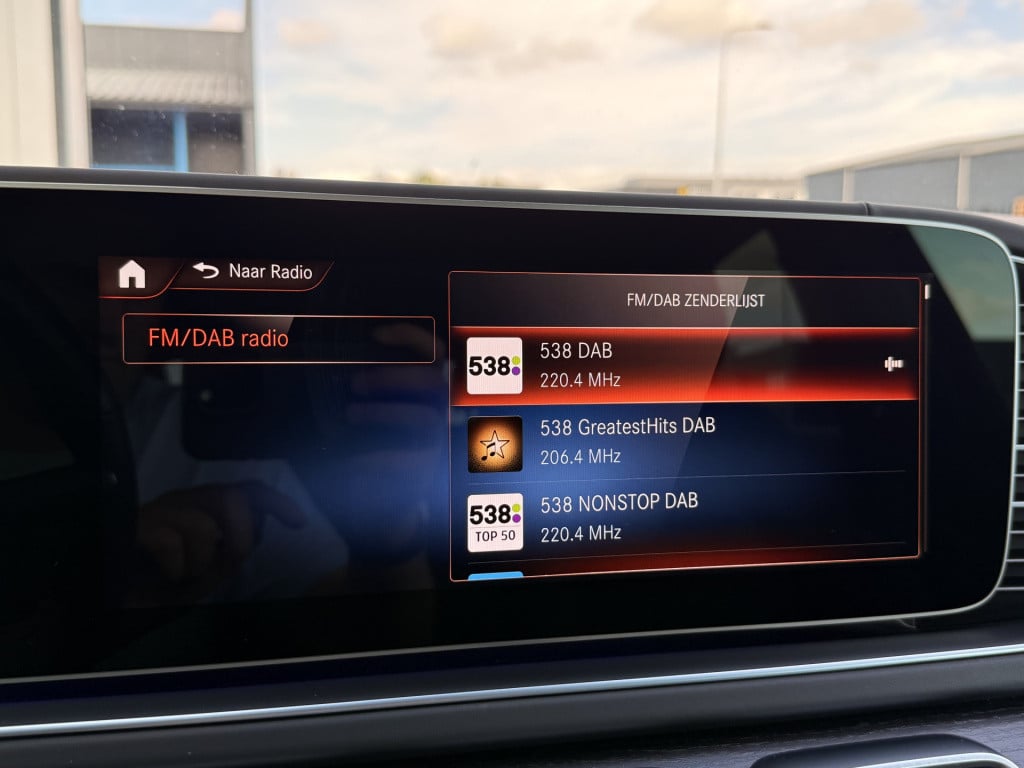 Naar Radio
FM/DAB radio
FM/DAB ZENDERLIJST
538
538 DAB
220.4 MHz
538 GreatestHits DAB
206.4 MHz
538
TOP 50
538 NONSTOP DAB
220.4 MHz